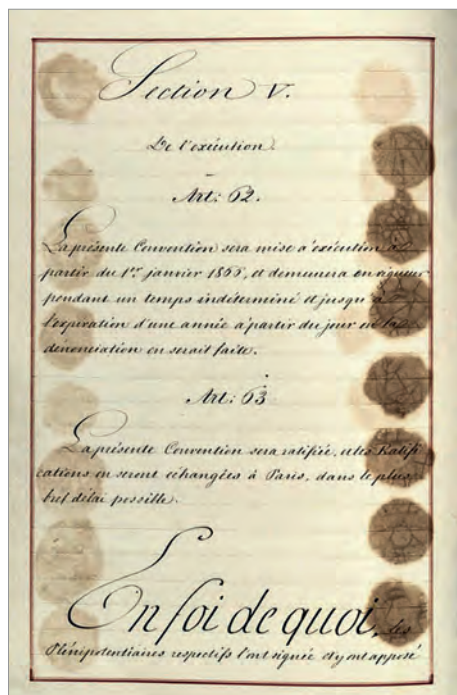 Section V.
De l'exécution.
Art: 62.
La présente Convention sera mise à exécution à
partir du 1er janvier 1866, et demeurera en vigueur
pendant un temps indéterminé et jusqu'à
l'expiration d'une année à partir du jour où la
dénonciation en serait faite.
Art: 63
La présente Convention sera ratifiée, et les Ratifi
cations en seront échangées à Paris, dans le plus
bref délai possible.
En foi de quoi, les
Plénipotentiaires respectifs l'ont signée et y ont apposé